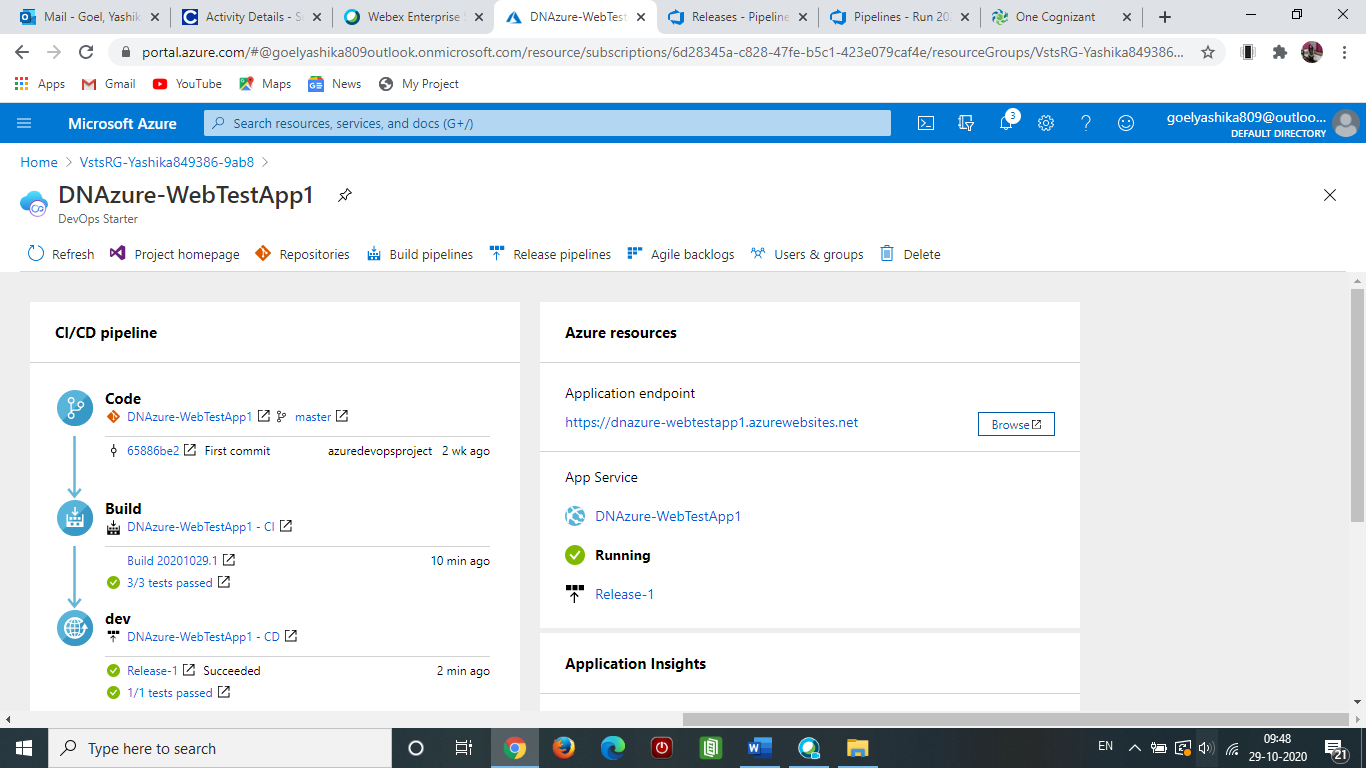 Mail - Goel, Yashik
Activity Details - S
Webex Enterprise
DNAzure-WebTest
Releases - Pipeline
Pipelines - Run 202
One Cognizant
portal.azure.com/#@goelyashika809outlook.onmicrosoft.com/resource/subscriptions/6d28345a-c828-47fe-b5c1-423e079caf4e/resourceGroups/VstsRG-Yashika849386...
Apps Gmail YouTube Maps News My Project
Microsoft Azure
Search resources, services, and docs (G+/)
3
goelyashika809@outloo...
DEFAULT DIRECTORY
Home > VstsRG-Yashika849386-9ab8 >
DNAzure-WebTestApp1
DevOps Starter
Refresh Project homepage Repositories Build pipelines Release pipelines Agile backlogs Users & groups Delete
CI/CD pipeline
Code
DNAzure-WebTestApp1 master
65886be2 First commit azuredevopsproject 2 wk ago
Build
DNAzure-WebTestApp1 - CI
Build 20201029.1 10 min ago
3/3 tests passed
dev
DNAzure-WebTestApp1 - CD
Release-1 Succeeded 2 min ago
1/1 tests passed
Azure resources
Application endpoint
https://dnazure-webtestapp1.azurewebsites.net Browse
App Service
DNAzure-WebTestApp1
Running
Release-1
Application Insights
Type here to search
EN
09:48
29-10-2020
21